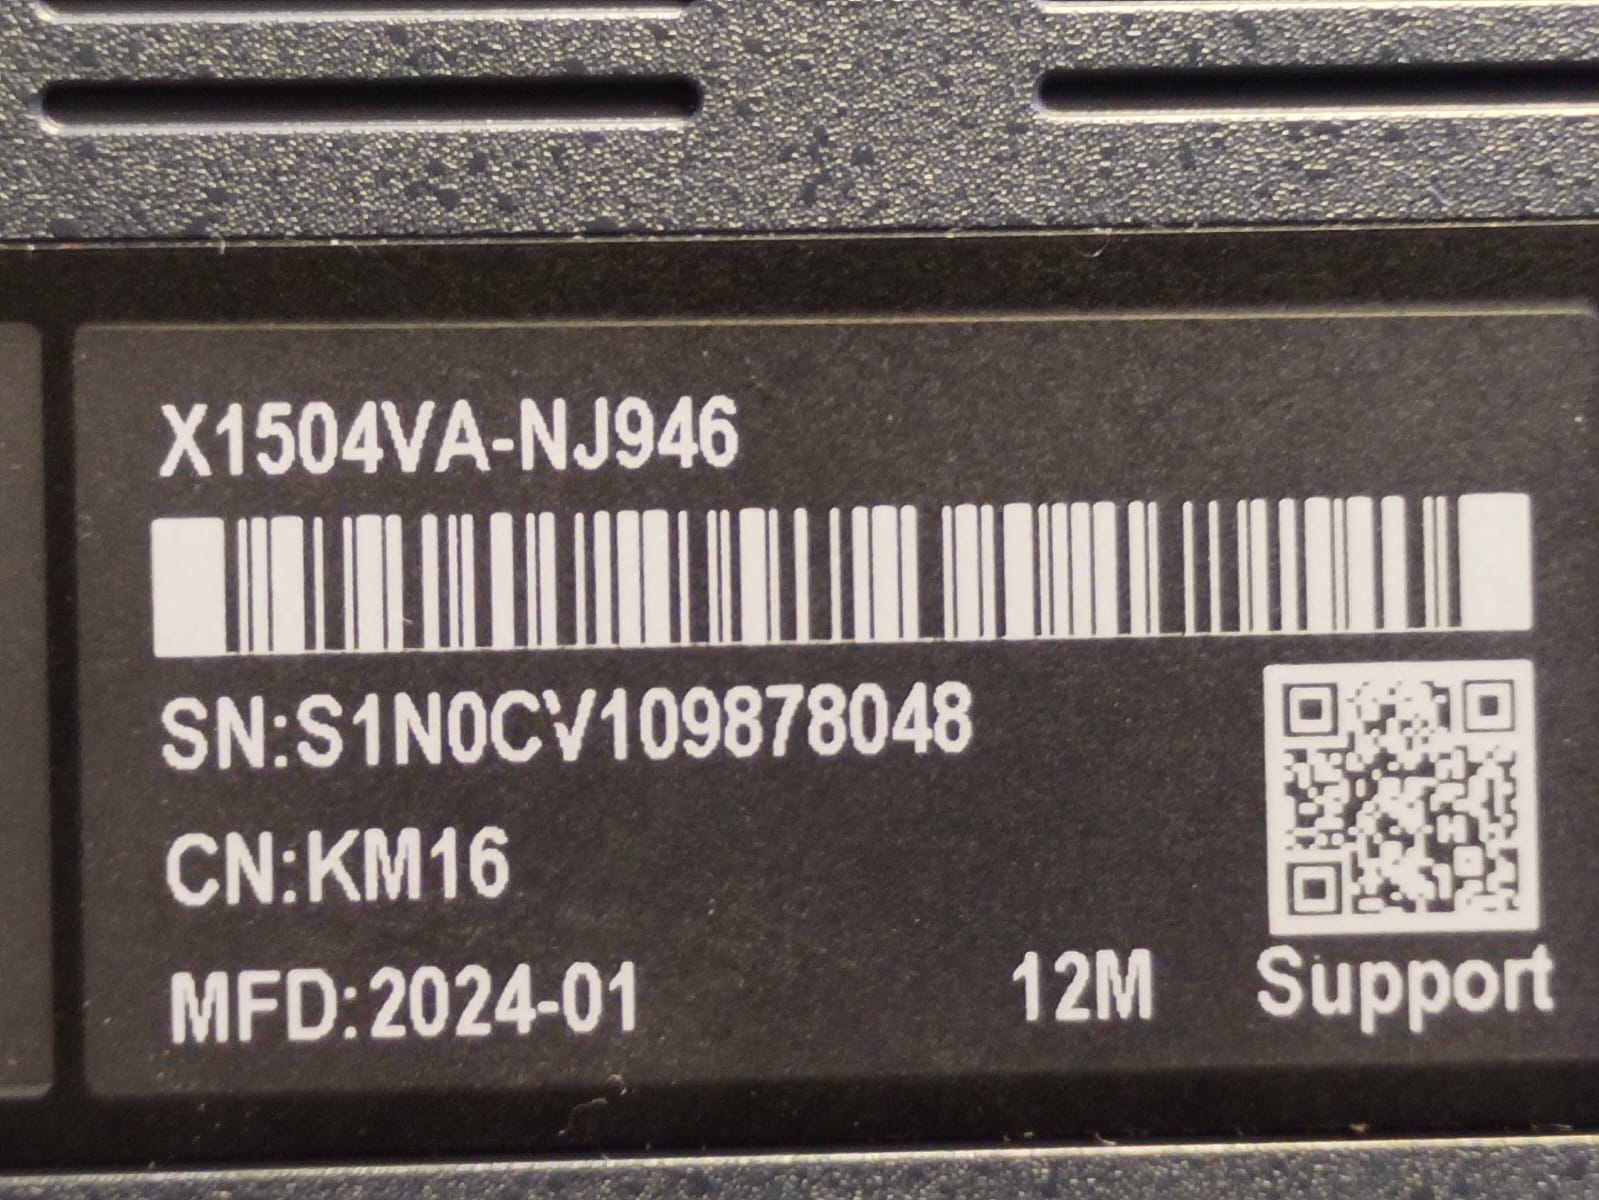 X1504VA-NJ946
SN:S1N0CV109878048
CN:KM16
MFD:2024-01
12M
Support